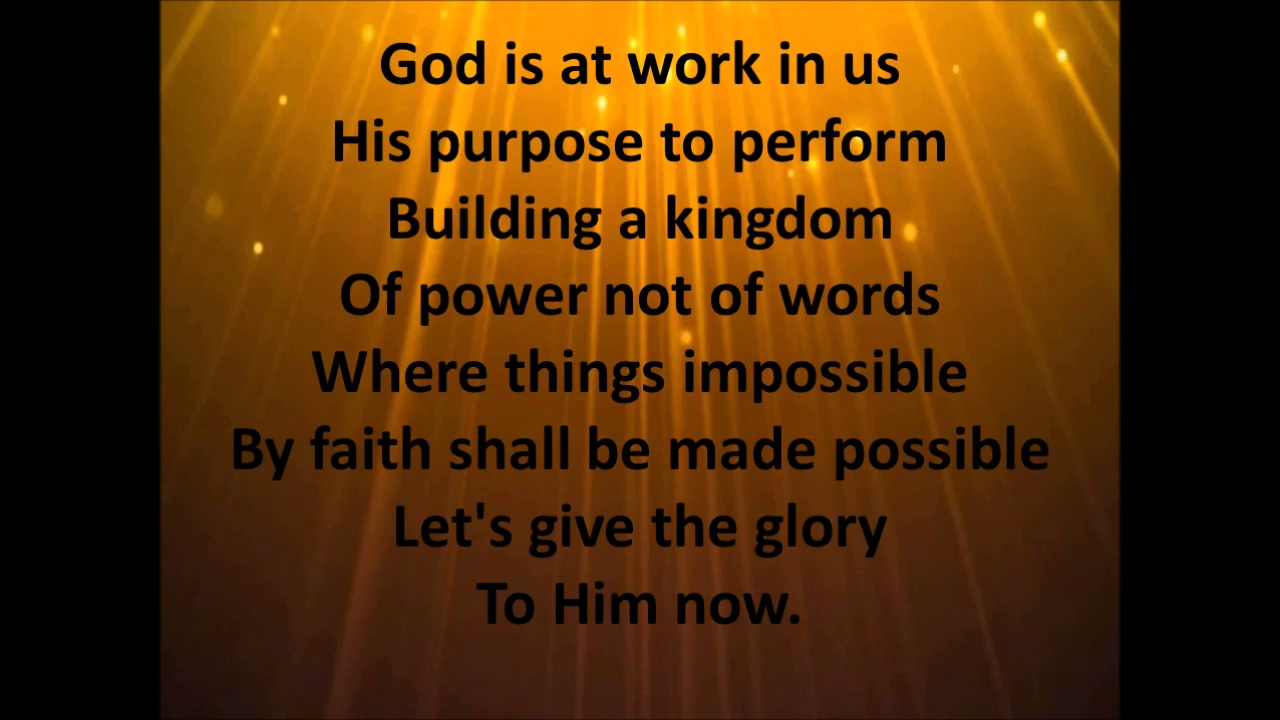 God is at work in us
His purpose to perform
Building a kingdom
Of power not of words
Where things impossible
By faith shall be made possible
Let's give the glory
To Him now.